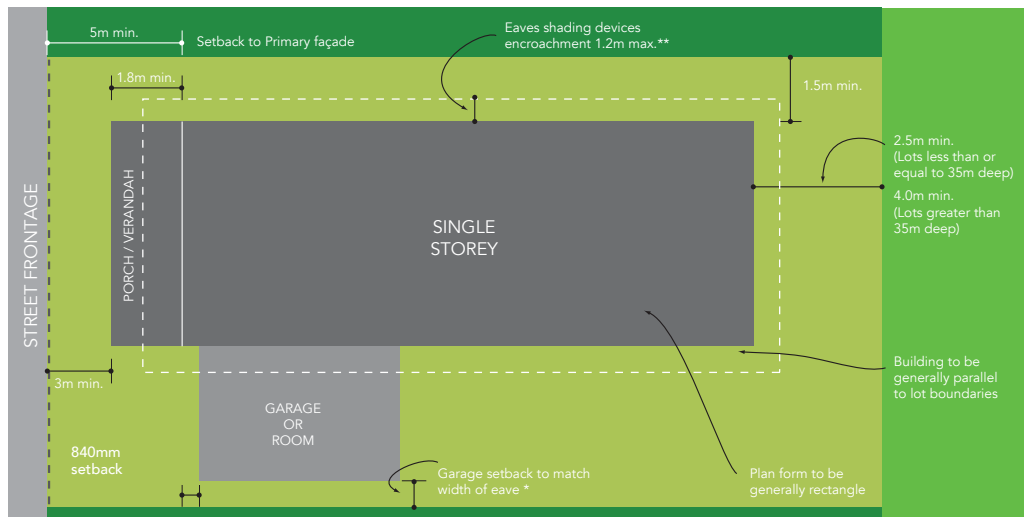 5m min.
Setback to Primary façade
Eaves shading devices
encroachment 1.2m max.**
1.8m min.
1.5m min.
2.5m min.
(Lots less than or
equal to 35m deep)
4.0m min.
(Lots greater than
35m deep)
STREET FRONTAGE
PORCH / VERANDAH
SINGLE
STOREY
3m min.
Building to be
generally parallel
to lot boundaries
GARAGE
OR
ROOM
840mm
setback
Garage setback to match
width of eave *
Plan form to be
generally rectangle